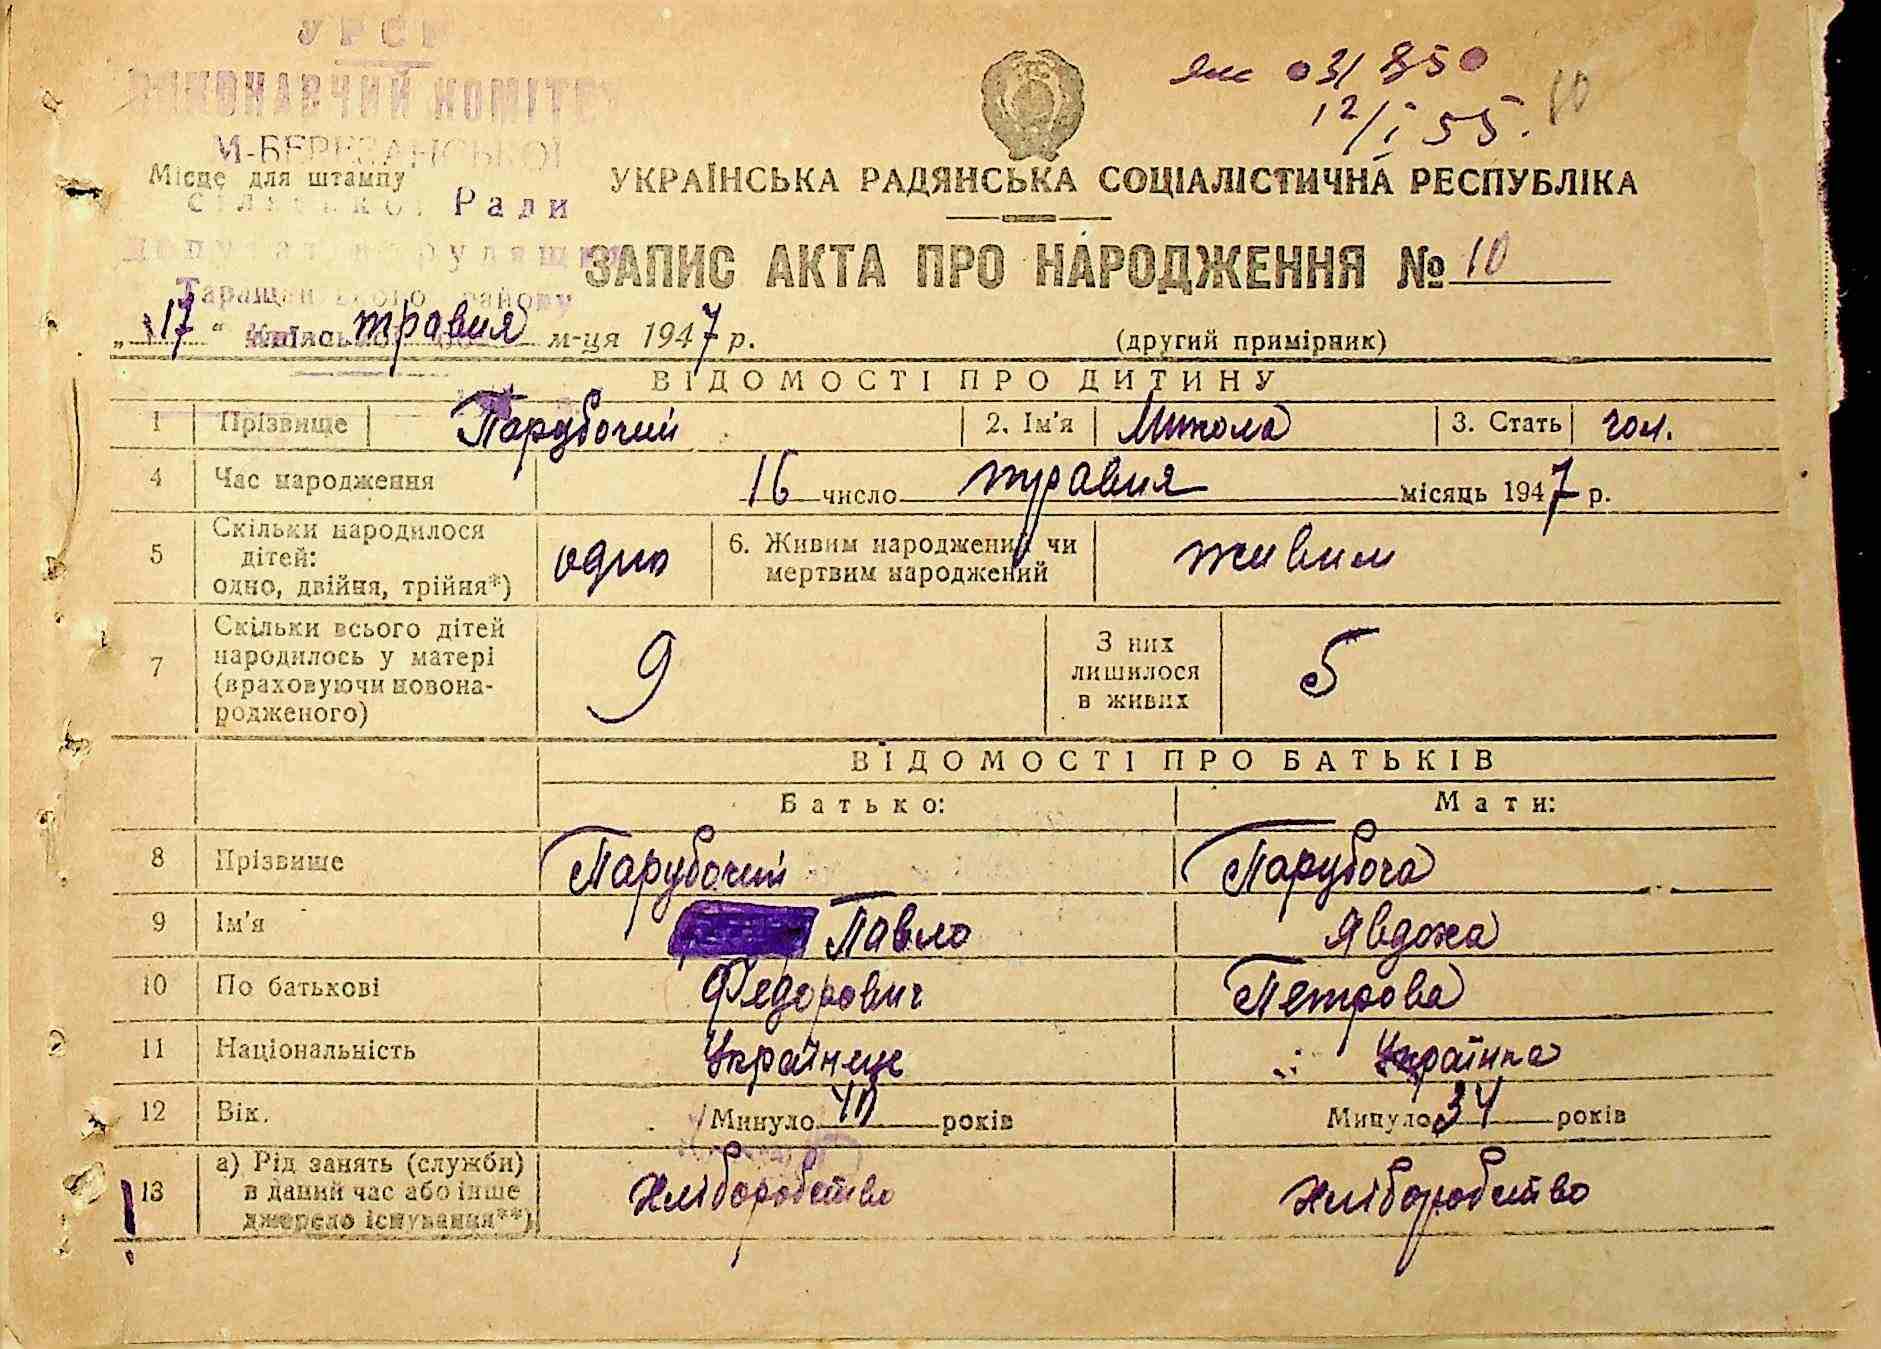 УРСР
ВИКОНАВЧИЙ КОМІТЕТ
М-БЕРЕЗАНСЬКОЇ
Місце для штампу
сільської Ради
депутатів трудящих
Таращанського району
031850
12/I 55.
10
УКРАЇНСЬКА РАДЯНСЬКА СОЦІАЛІСТИЧНА РЕСПУБЛІКА
ЗАПИС АКТА ПРО НАРОДЖЕННЯ № 10
„17“ травня м-ця 1947 р.
(другий примірник)
ВІДОМОСТІ ПРО ДИТИНУ
1 Прізвище Парубочий 2. Ім'я Микола 3. Стать чол.
4 Час народження 16 число травня місяць 1947 р.
5 Скільки народилося дітей: одно, двійня, трійня*) одно 6. Живим народжений чи мертвим народжений живим
7 Скільки всього дітей народилось у матері (враховуючи новонародженого) 9 З них лишилося в живих 5
ВІДОМОСТІ ПРО БАТЬКІВ
Батько: Мати:
8 Прізвище Парубочий Парубоча
9 Ім'я Павло Явдоха
10 По батькові Федорович Петрова
11 Національність Українец Українка
12 Вік. Минуло 40 років Минуло 34 років
13 а) Рід занять (служби) в даний час або інше джерело існування**) Хліборобство Хліборобство